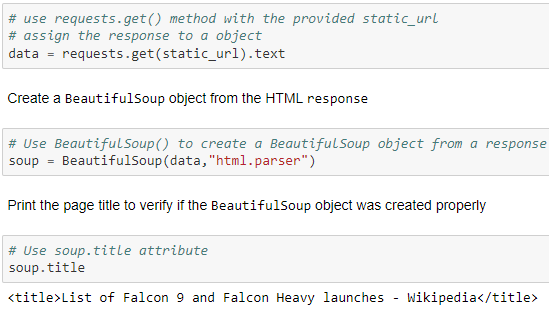 # use requests.get() method with the provided static_url
# assign the response to a object
data = requests.get(static_url).text
Create a BeautifulSoup object from the HTML response
# Use BeautifulSoup() to create a BeautifulSoup object from a response
soup = BeautifulSoup(data,"html.parser")
Print the page title to verify if the BeautifulSoup object was created properly
# Use soup.title attribute
soup.title
<title>List of Falcon 9 and Falcon Heavy launches - Wikipedia</title>